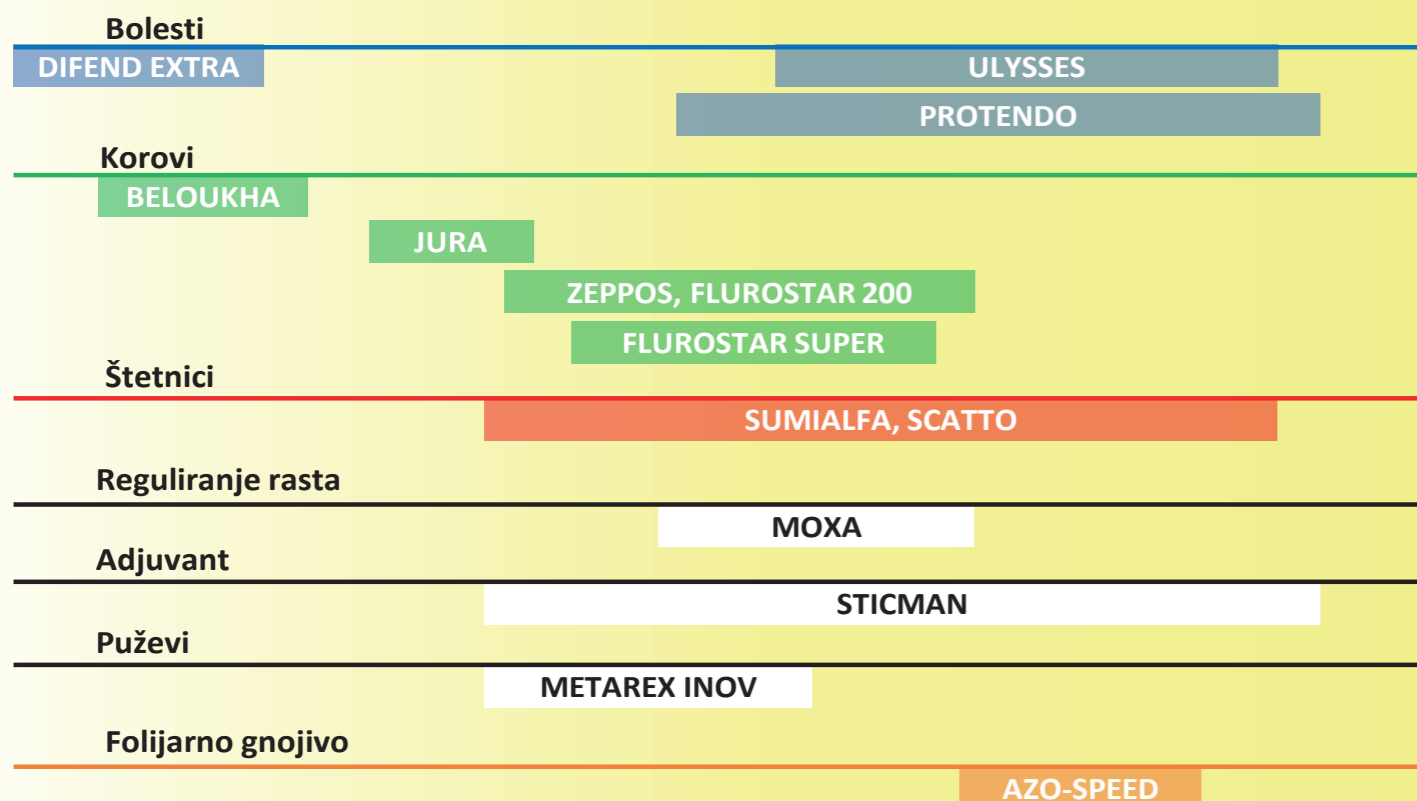 Bolesti
DIFEND EXTRA
ULYSSES
PROTENDO
Korovi
BELOUKHA
JURA
ZEPPOS, FLUROSTAR 200
FLUROSTAR SUPER
Štetnici
SUMIALFA, SCATTO
Reguliranje rasta
MOXA
Adjuvant
STICMAN
Puževi
METAREX INOV
Folijarno gnojivo
AZO-SPEED